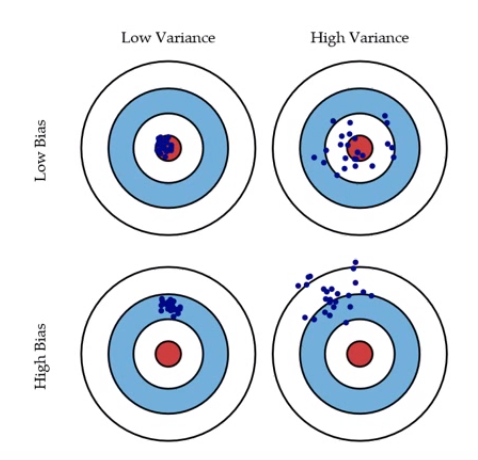 Low Variance
High Variance
Low Bias
High Bias